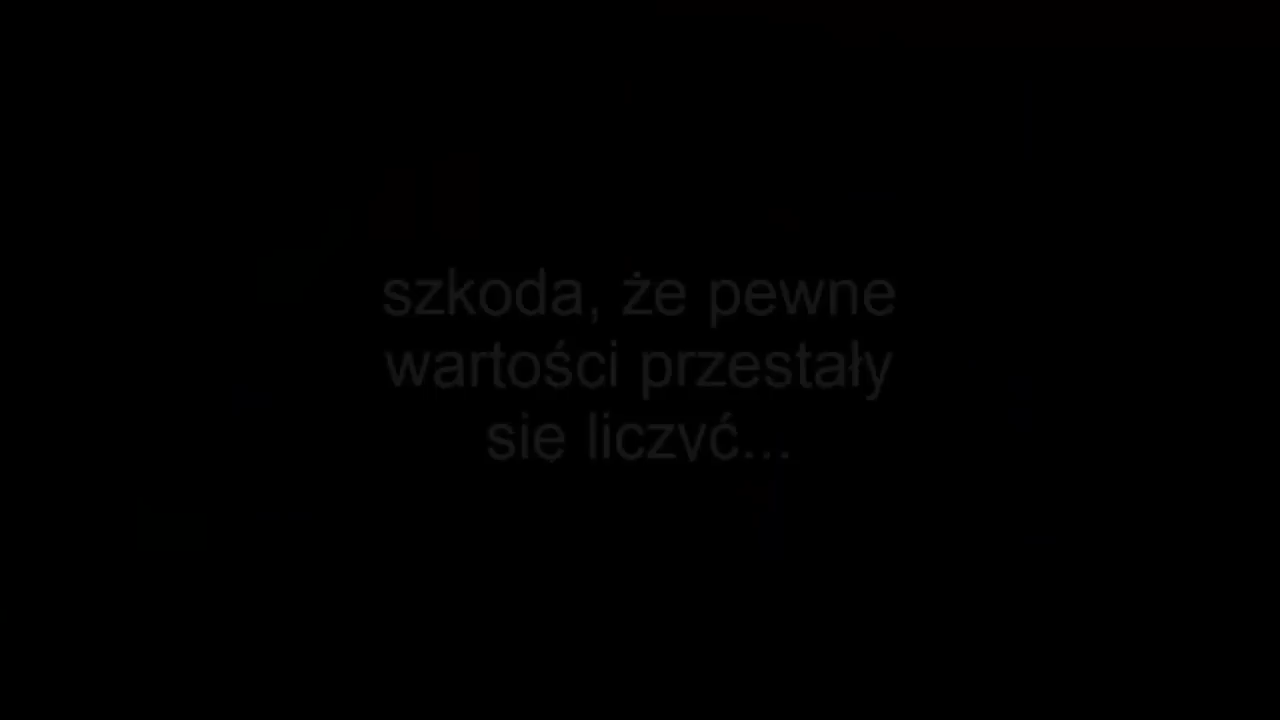 szkoda, że pewne
wartości przestały
się liczyć...